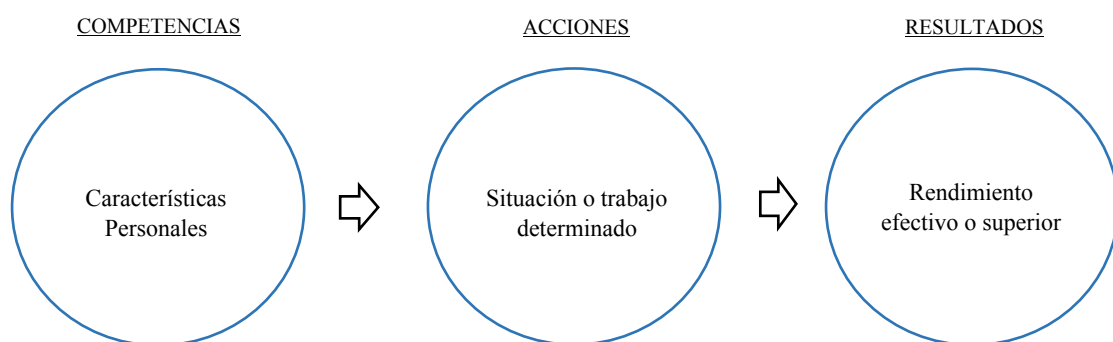 COMPETENCIAS
ACCIONES
RESULTADOS
Características
Personales
Situación o trabajo
determinado
Rendimiento
efectivo o superior